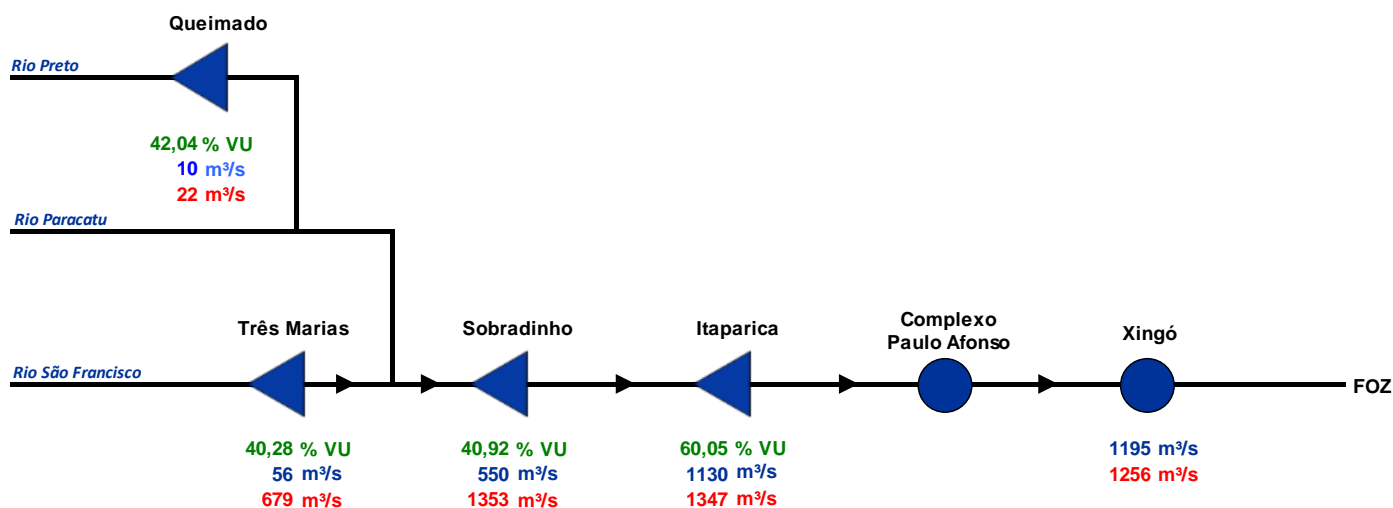 Queimado
Rio Preto
42,04 % VU
10 m³/s
22 m³/s
Rio Paracatu
Três Marias
Sobradinho
Itaparica
Complexo
Paulo Afonso
Xingó
Rio São Francisco
FOZ
40,28 % VU
56 m³/s
679 m³/s
40,92 % VU
550 m³/s
1353 m³/s
60,05 % VU
1130 m³/s
1347 m³/s
1195 m³/s
1256 m³/s